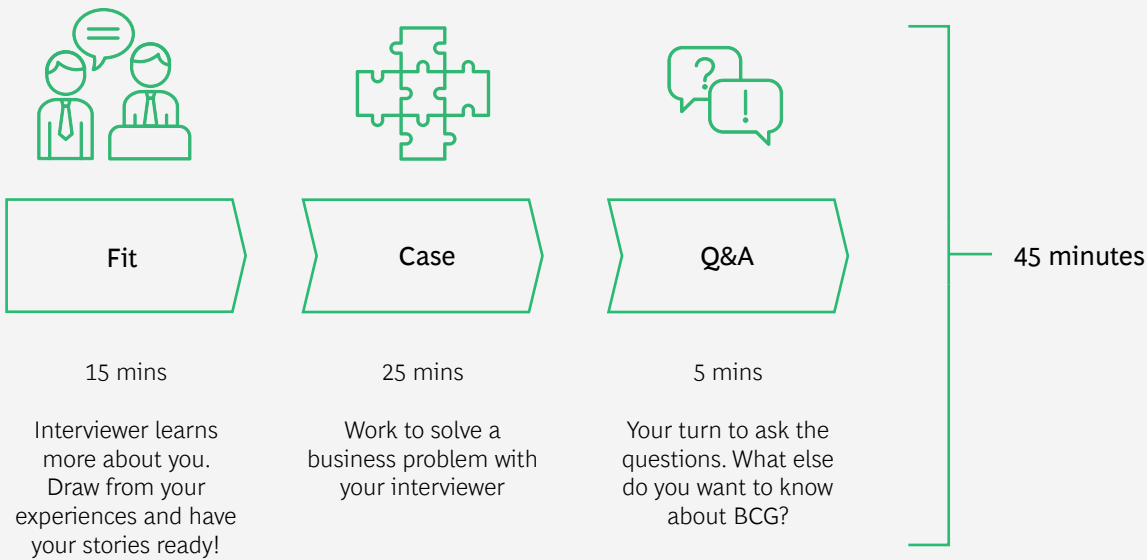 ?
!
Fit
Case
Q&A
45 minutes
15 mins
25 mins
5 mins
Interviewer learns
more about you.
Draw from your
experiences and have
your stories ready!
Work to solve a
business problem with
your interviewer
Your turn to ask the
questions. What else
do you want to know
about BCG?